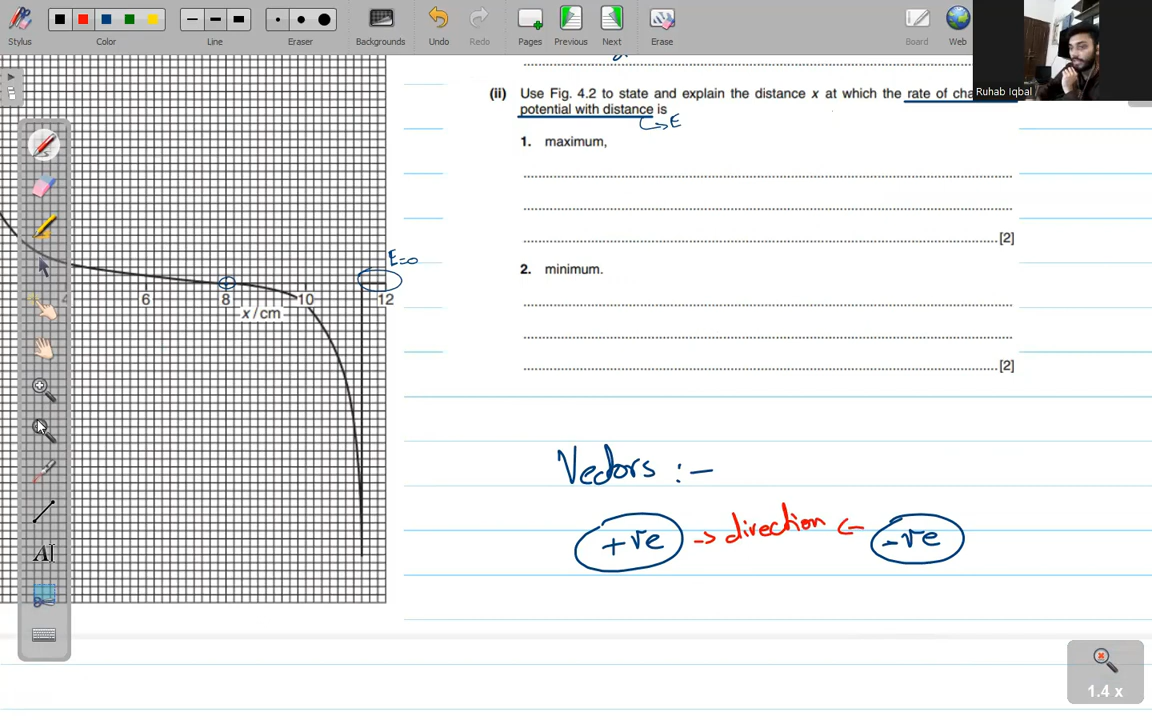 Stylus
Color
Line
Eraser
Backgrounds
Undo
Redo
Pages
Previous
Next
Erase
Board
Web
Ruhab Iqbal
(ii) Use Fig. 4.2 to state and explain the distance x at which the rate of cha
potential with distance is
E
1. maximum,
[2]
2. minimum.
[2]
E=0
4 6 8 10 12
x/cm
Vectors :-
+ve -> direction <- -ve
AI
1.4 x